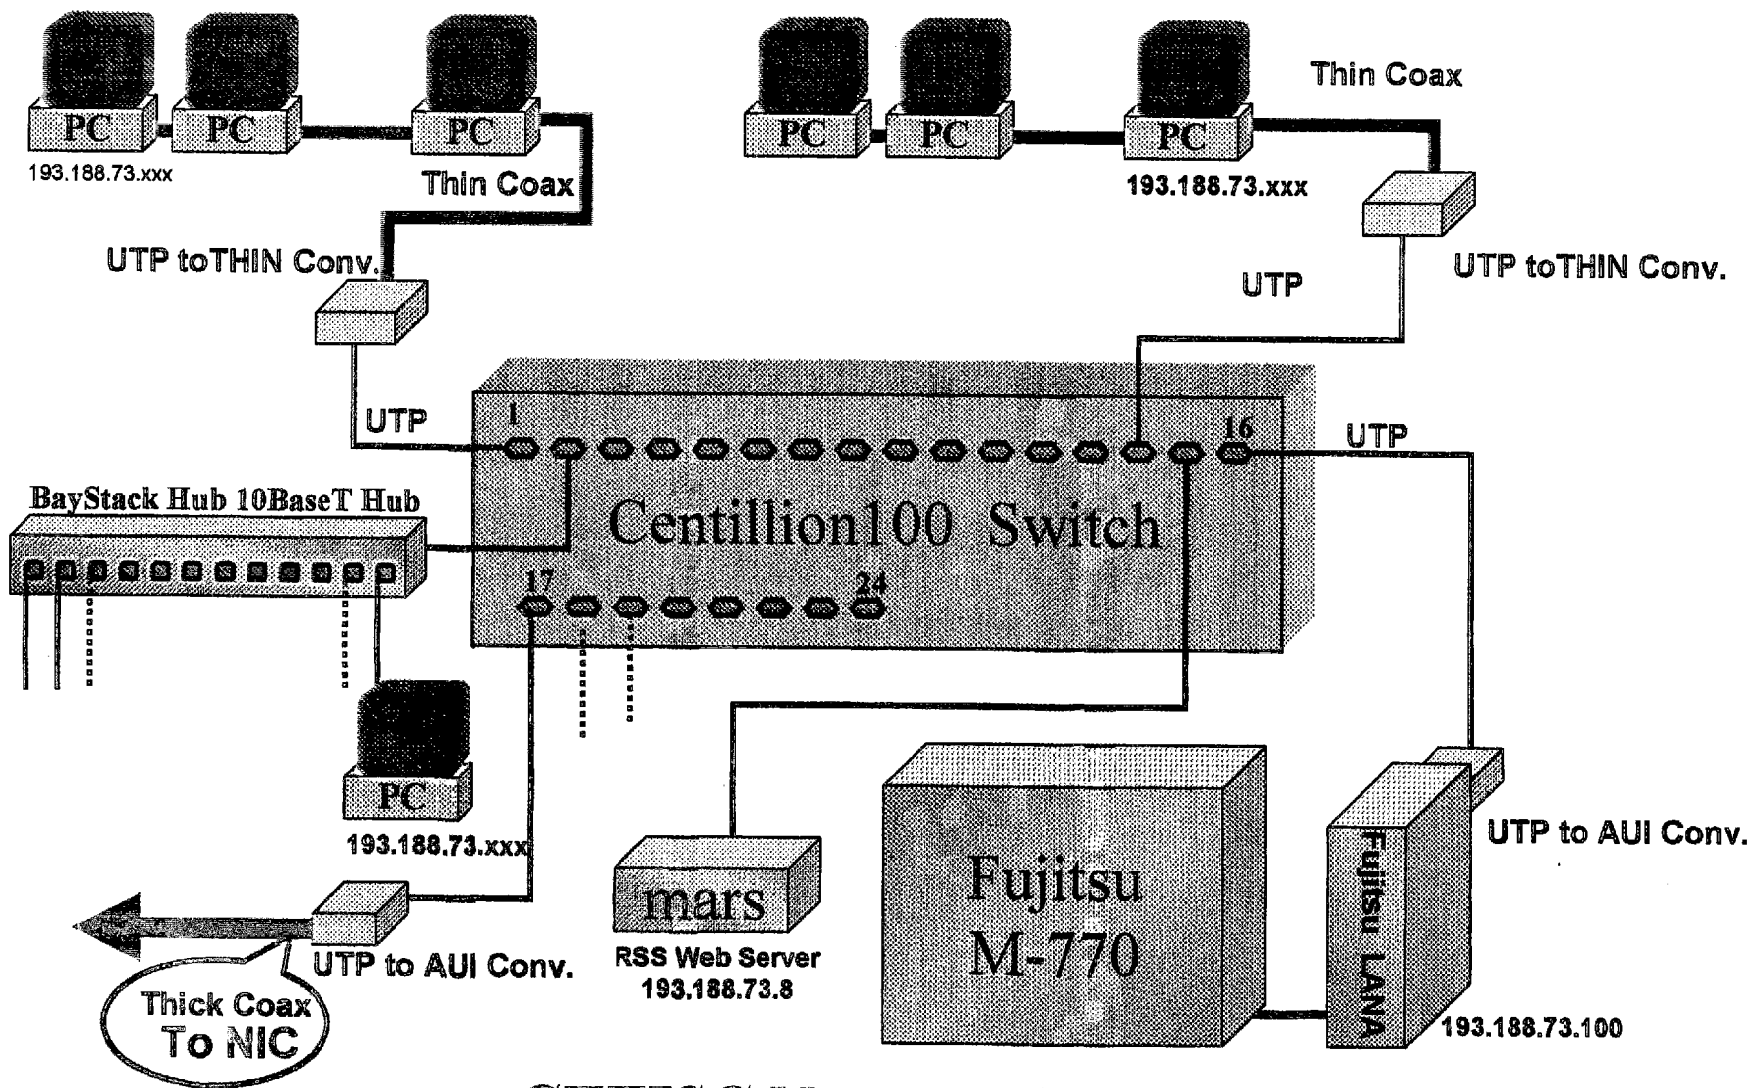 PC
PC
PC
193.188.73.xxx
Thin Coax
PC
PC
PC
Thin Coax
193.188.73.xxx
UTP toTHIN Conv.
UTP toTHIN Conv.
UTP
UTP
1
16
UTP
BayStack Hub 10BaseT Hub
Centillion100 Switch
17
24
PC
193.188.73.xxx
UTP to AUI Conv.
Thick Coax
To NIC
mars
RSS Web Server
193.188.73.8
Fujitsu
M-770
Fujitsu LANA
UTP to AUI Conv.
193.188.73.100